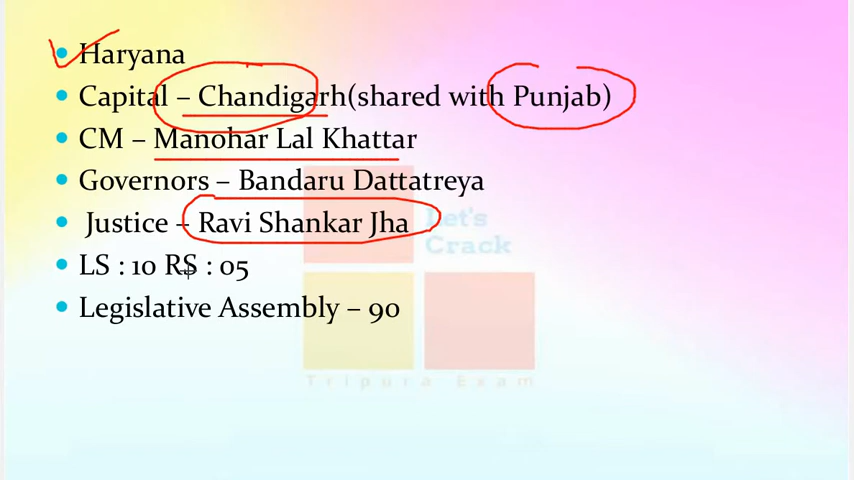 Haryana
Capital – Chandigarh(shared with Punjab)
CM – Manohar Lal Khattar
Governors – Bandaru Dattatreya
Justice – Ravi Shankar Jha
Let's
Crack
LS : 10 RS : 05
Legislative Assembly – 90
Tripura Exam